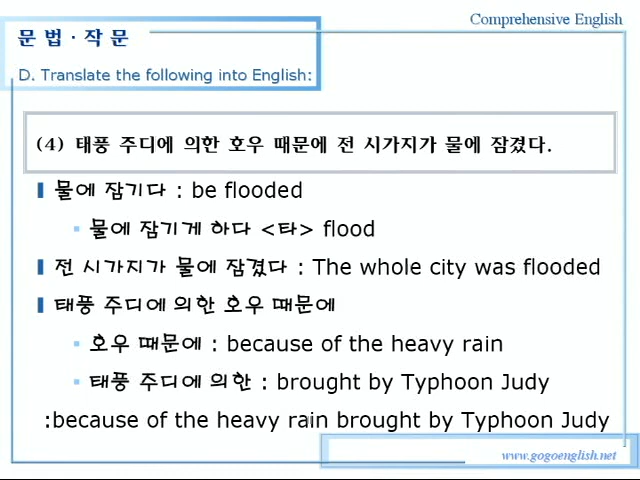 Comprehensive English
문 법 · 작 문
D. Translate the following into English:
(4) 태풍 주디에 의한 호우 때문에 전 시가지가 물에 잠겼다.
물에 잠기다 : be flooded
물에 잠기게 하다 <타> flood
전 시가지가 물에 잠겼다 : The whole city was flooded
태풍 주디에 의한 호우 때문에
호우 때문에 : because of the heavy rain
태풍 주디에 의한 : brought by Typhoon Judy
:because of the heavy rain brought by Typhoon Judy
www.gogoenglish.net